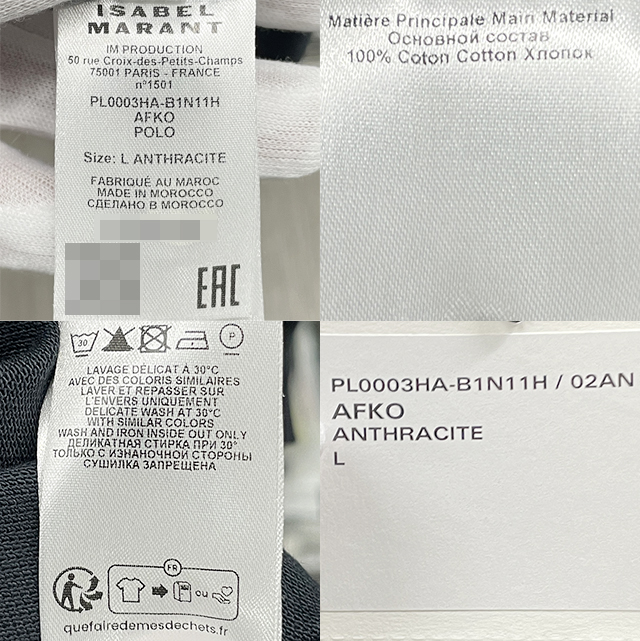 ISABEL
MARANT
IM PRODUCTION
50 rue Croix-des-Petits-Champs
75001 PARIS - FRANCE
n°1501
PL0003HA-B1N11H
AFKO
POLO
Size: L ANTHRACITE
FABRIQUÉ AU MAROC
MADE IN MOROCCO
СДЕЛАНО В MOROCCO
EAC
Matière Principale Main Material
Основной состав
100% Coton Cotton Хлопок
30 P
LAVAGE DÉLICAT À 30°C
AVEC DES COLORIS SIMILAIRES
LAVER ET REPASSER SUR
L'ENVERS UNIQUEMENT
DELICATE WASH AT 30°C
WITH SIMILAR COLORS
WASH AND IRON INSIDE OUT ONLY
ДЕЛИКАТНАЯ СТИРКА ПРИ 30°
ТОЛЬКО С ИЗНАНОЧНОЙ СТОРОНЫ
СУШИЛКА ЗАПРЕЩЕНА
FR
ou
quefairedemesdechets.fr
PL0003HA-B1N11H / 02AN
AFKO
ANTHRACITE
L